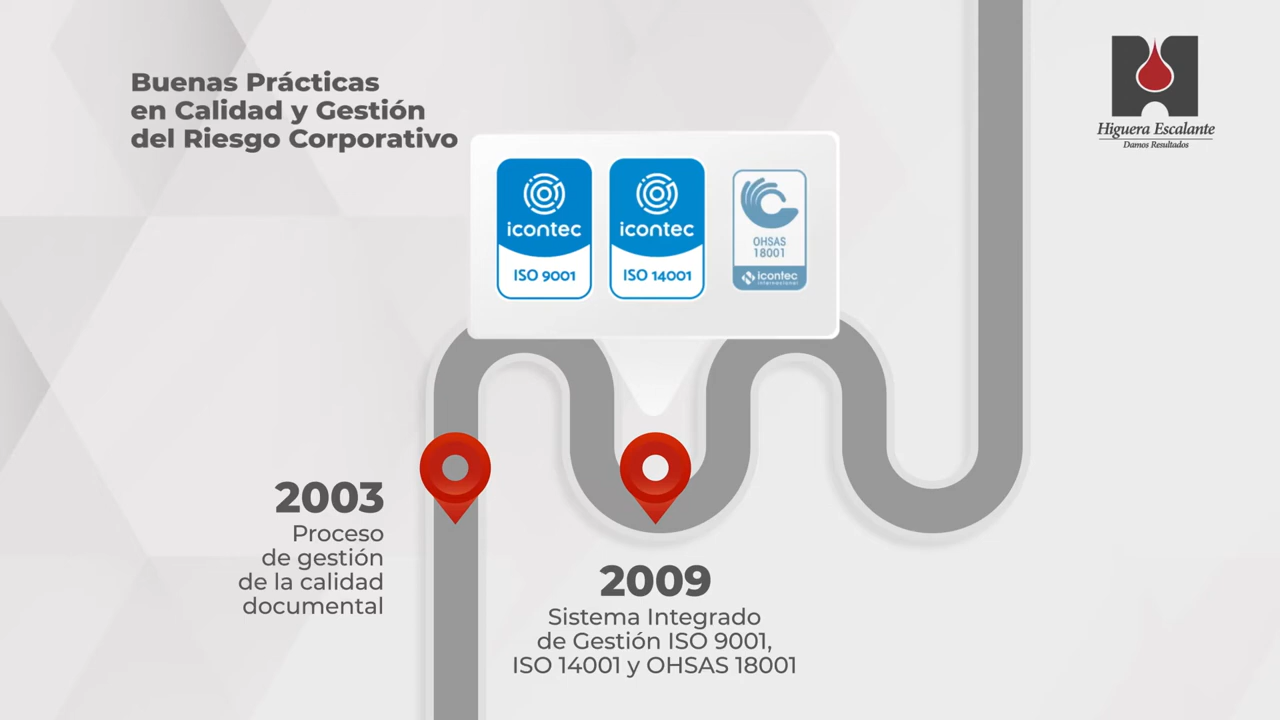 Buenas Prácticas
en Calidad y Gestión
del Riesgo Corporativo
Higuera Escalante
Damos Resultados
icontec
ISO 9001
icontec
ISO 14001
OHSAS
18001
icontec
internacional
2003
Proceso
de gestión
de la calidad
documental
2009
Sistema Integrado
de Gestión ISO 9001,
ISO 14001 y OHSAS 18001